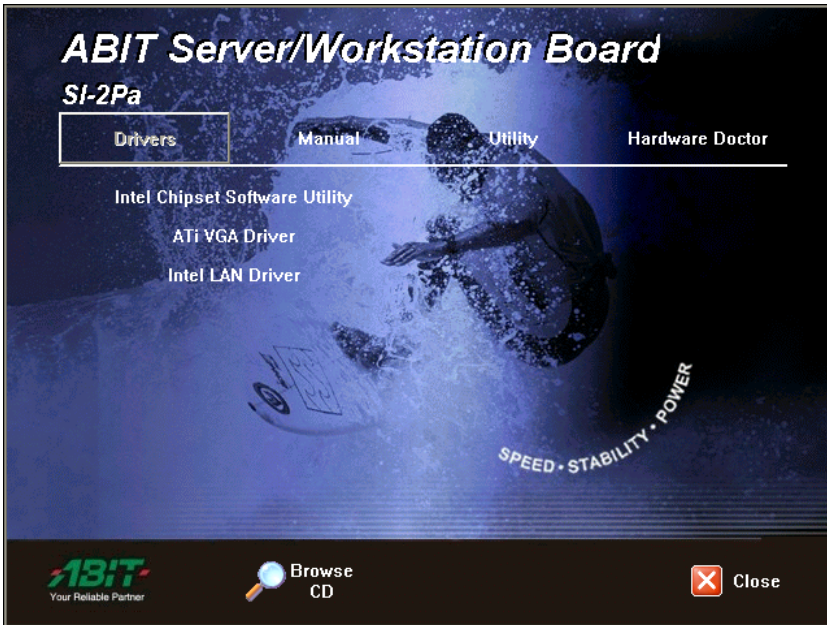 ABIT Server/Workstation Board
SI-2Pa
Drivers Manual Utility Hardware Doctor
Intel Chipset Software Utility
ATi VGA Driver
Intel LAN Driver
SPEED • STABILITY • POWER
ABIT
Your Reliable Partner
Browse
CD
Close